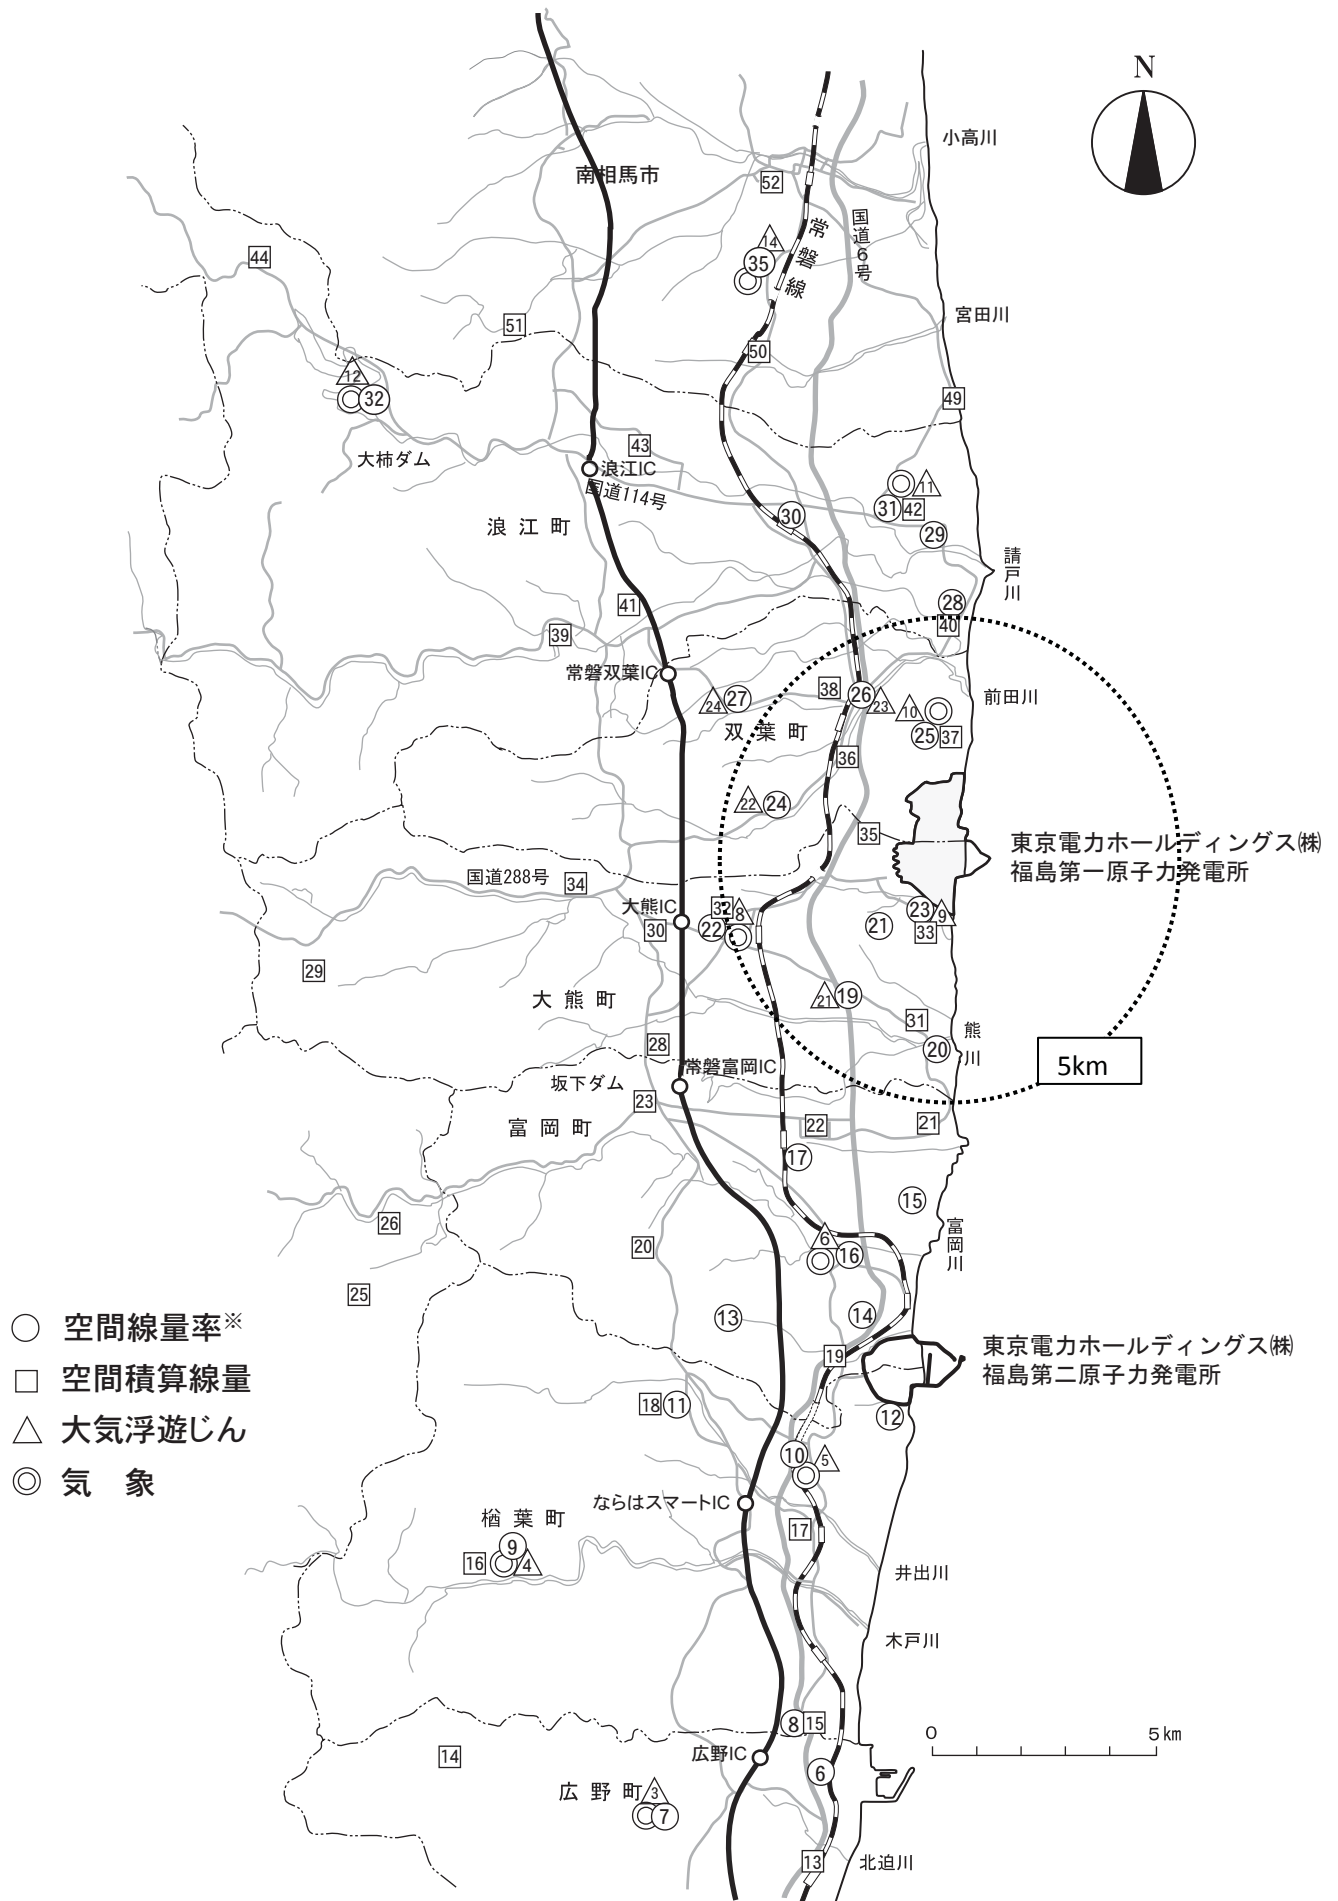 N
小高川
南相馬市
52
国道6号
常磐線
14
35
44
宮田川
51
50
12
32
49
大柿ダム
43
浪江IC
国道114号
11
31
42
30
29
浪江町
請戸川
28
40
41
39
常磐双葉IC
38
26
23
10
前田川
24
27
双葉町
25
37
36
22
24
35
東京電力ホールディングス㈱
福島第一原子力発電所
国道288号
34
大熊IC
32
8
22
30
23
9
21
33
29
大熊町
21
19
31
熊川
20
28
常磐富岡IC
5km
坂下ダム
23
富岡町
22
21
17
15
26
6
16
富岡川
20
25
13
14
○ 空間線量率※
□ 空間積算線量
△ 大気浮遊じん
◎ 気 象
19
東京電力ホールディングス㈱
福島第二原子力発電所
18
11
12
10
5
ならはスマートIC
楢葉町
17
9
16
4
井出川
木戸川
8
15
0
5km
14
広野IC
6
広野町
3
7
13
北迫川